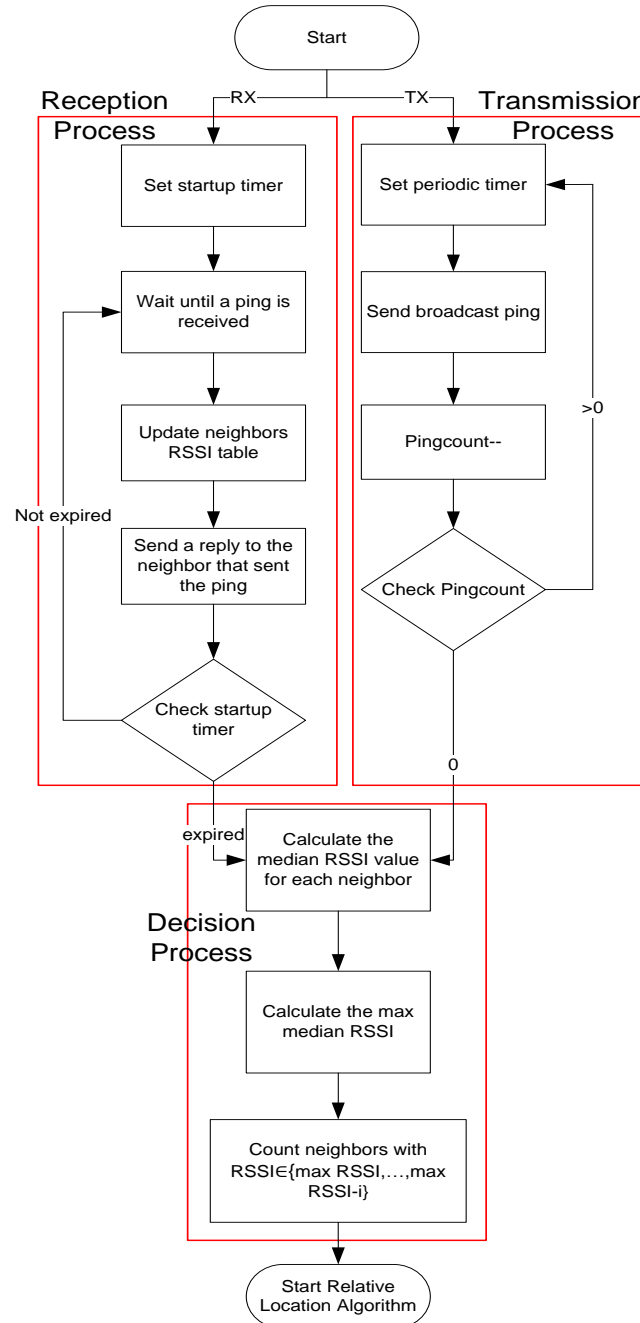 Start
RX
TX
Reception
Process
Transmission
Process
Set startup timer
Wait until a ping is
received
Update neighbors
RSSI table
Send a reply to the
neighbor that sent
the ping
Not expired
Check startup
timer
expired
Set periodic timer
Send broadcast ping
Pingcount--
>0
Check Pingcount
0
Decision
Process
Calculate the
median RSSI value
for each neighbor
Calculate the max
median RSSI
Count neighbors with
RSSI∈{max RSSI,…,max
RSSI-i}
Start Relative
Location Algorithm